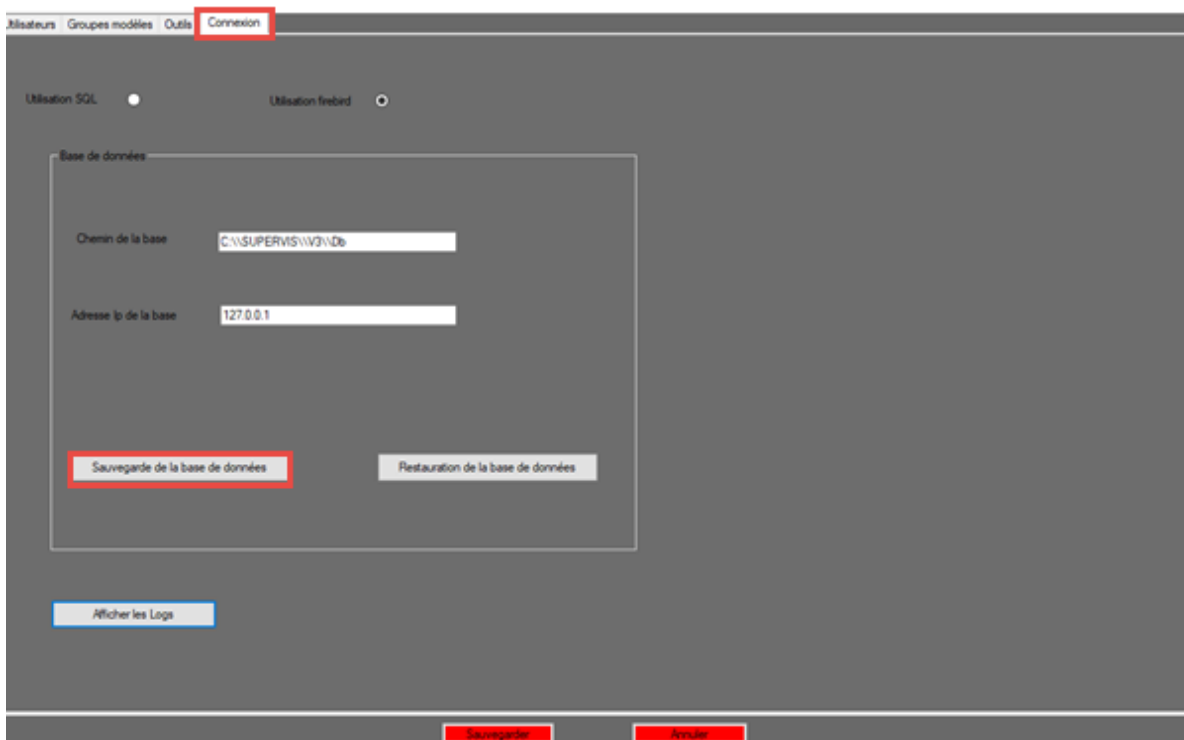 Utilisateurs Groupes modèles Outils Connexion
Utilisation SQL Utilisation firebird
Base de données
Chemin de la base C:\\SUPERVIS\\V3\\Db
Adresse Ip de la base 127.0.0.1
Sauvegarde de la base de données Restauration de la base de données
Afficher les Logs
Sauvegarder Annuler